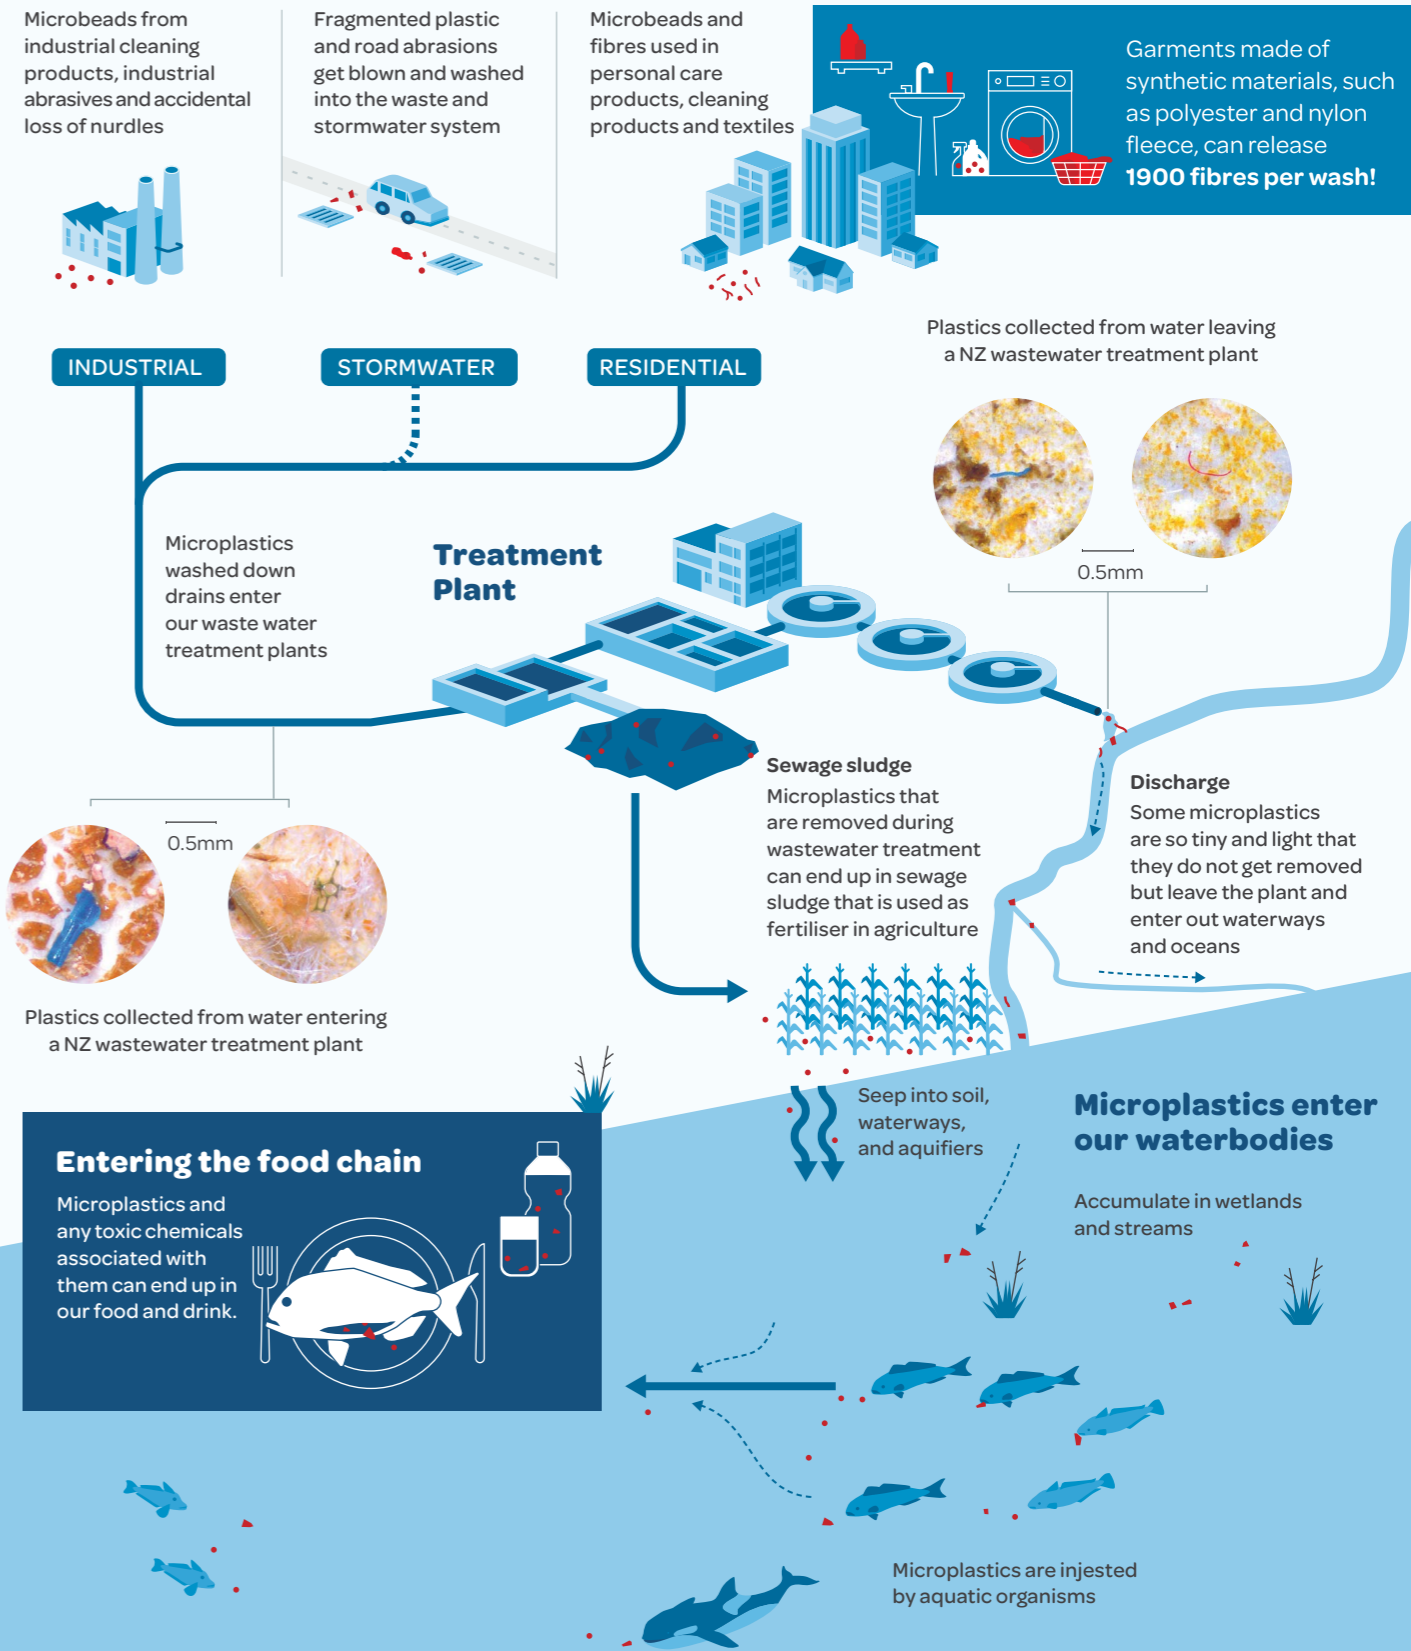 Microbeads from
industrial cleaning
products, industrial
abrasives and accidental
loss of nurdles
Fragmented plastic
and road abrasions
get blown and washed
into the waste and
stormwater system
Microbeads and
fibres used in
personal care
products, cleaning
products and textiles
Garments made of
synthetic materials, such
as polyester and nylon
fleece, can release
1900 fibres per wash!
Plastics collected from water leaving
a NZ wastewater treatment plant
INDUSTRIAL
STORMWATER
RESIDENTIAL
0.5mm
Microplastics
washed down
drains enter
our waste water
treatment plants
Treatment
Plant
Sewage sludge
Microplastics that
are removed during
wastewater treatment
can end up in sewage
sludge that is used as
fertiliser in agriculture
Discharge
Some microplastics
are so tiny and light that
they do not get removed
but leave the plant and
enter out waterways
and oceans
0.5mm
Plastics collected from water entering
a NZ wastewater treatment plant
Seep into soil,
waterways,
and aquifiers
Microplastics enter
our waterbodies
Accumulate in wetlands
and streams
Entering the food chain
Microplastics and
any toxic chemicals
associated with
them can end up in
our food and drink.
Microplastics are injested
by aquatic organisms